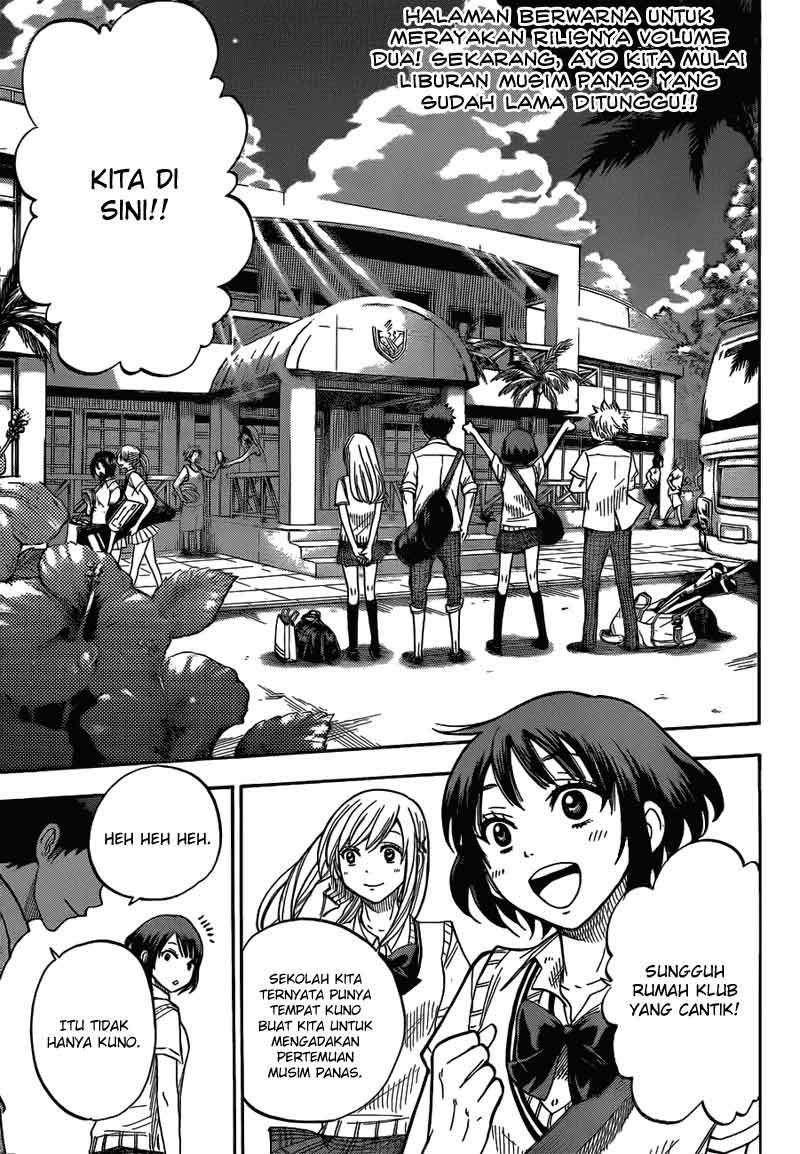 HALAMAN BERWARNA UNTUK
MERAYAKAN RILISNYA VOLUME
DUA! SEKARANG, AYO KITA MULAI
LIBURAN MUSIM PANAS YANG
SUDAH LAMA DITUNGGU!!
KITA DI
SINI!!
SUNGGUH
RUMAH KLUB
YANG CANTIK!
SEKOLAH KITA
TERNYATA PUNYA
TEMPAT KUNO
BUAT KITA UNTUK
MENGADAKAN
PERTEMUAN
MUSIM PANAS.
HEH HEH HEH.
ITU TIDAK
HANYA KUNO.